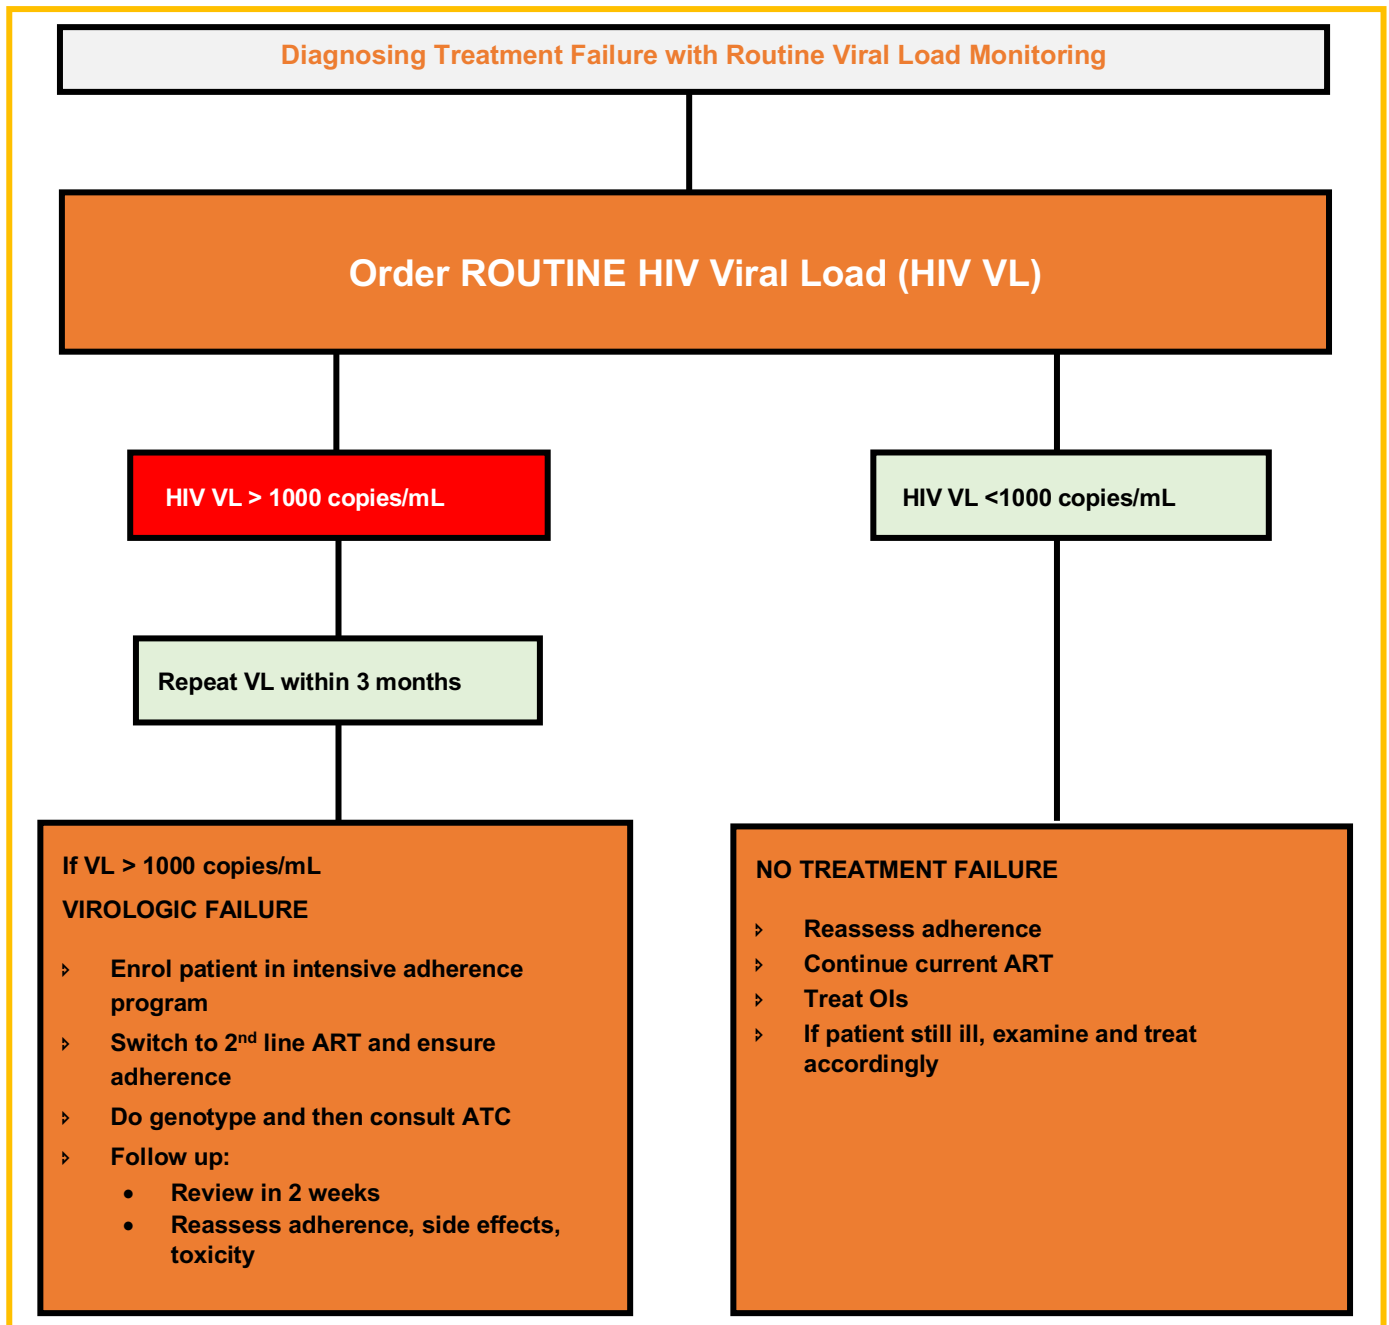 Diagnosing Treatment Failure with Routine Viral Load Monitoring
Order ROUTINE HIV Viral Load (HIV VL)
HIV VL > 1000 copies/mL
HIV VL <1000 copies/mL
Repeat VL within 3 months
If VL > 1000 copies/mL
VIROLOGIC FAILURE
Enrol patient in intensive adherence
program
Switch to 2nd line ART and ensure
adherence
Do genotype and then consult ATC
Follow up:
• Review in 2 weeks
• Reassess adherence, side effects,
toxicity
NO TREATMENT FAILURE
Reassess adherence
Continue current ART
Treat OIs
If patient still ill, examine and treat
accordingly